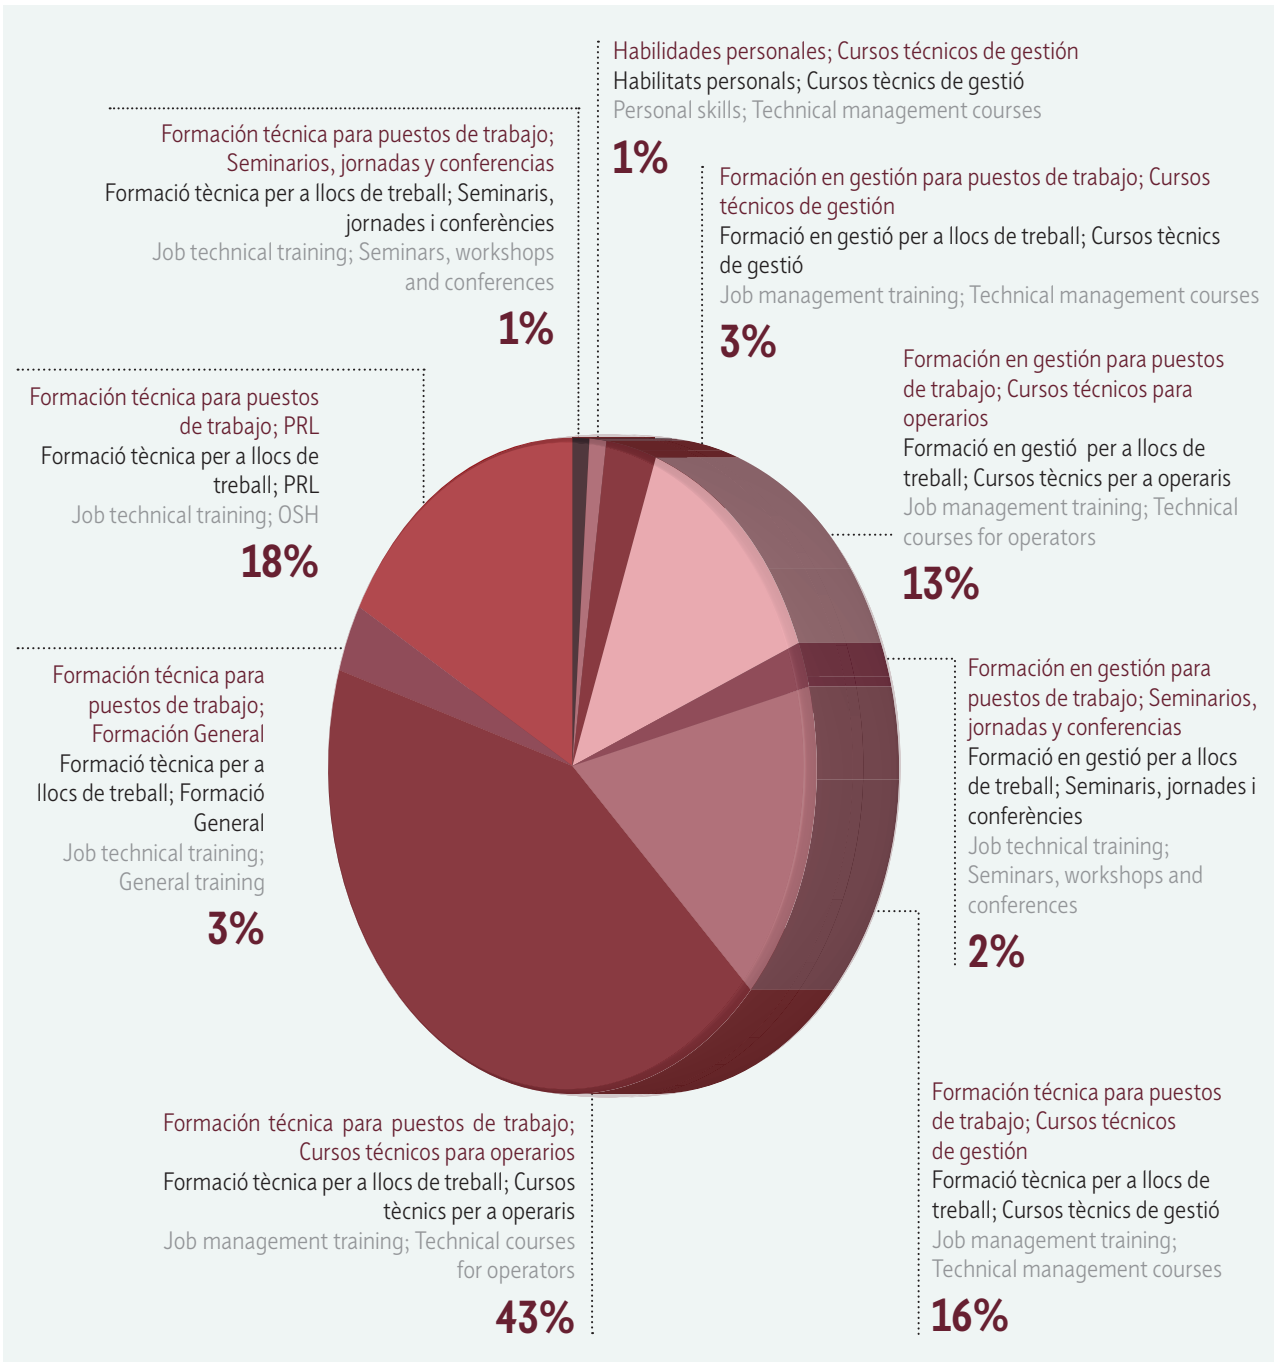 Habilidades personales; Cursos técnicos de gestión
Habilitats personals; Cursos tècnics de gestió
Personal skills; Technical management courses
1%
Formación técnica para puestos de trabajo;
Seminarios, jornadas y conferencias
Formació tècnica per a llocs de treball; Seminaris,
jornades i conferències
Job technical training; Seminars, workshops
and conferences
1%
Formación en gestión para puestos de trabajo; Cursos
técnicos de gestión
Formació en gestió per a llocs de treball; Cursos tècnics
de gestió
Job management training; Technical management courses
3%
Formación en gestión para puestos
de trabajo; Cursos técnicos para
operarios
Formació en gestió per a llocs de
treball; Cursos tècnics per a operaris
Job management training; Technical
courses for operators
13%
Formación técnica para puestos
de trabajo; PRL
Formació tècnica per a llocs de
treball; PRL
Job technical training; OSH
18%
Formación técnica para
puestos de trabajo;
Formación General
Formació tècnica per a
llocs de treball; Formació
General
Job technical training;
General training
3%
Formación en gestión para
puestos de trabajo; Seminarios,
jornadas y conferencias
Formació en gestió per a llocs
de treball; Seminaris, jornades i
conferències
Job technical training;
Seminars, workshops and
conferences
2%
Formación técnica para puestos de trabajo;
Cursos técnicos para operarios
Formació tècnica per a llocs de treball; Cursos
tècnics per a operaris
Job management training; Technical courses
for operators
43%
Formación técnica para puestos
de trabajo; Cursos técnicos
de gestión
Formació tècnica per a llocs de
treball; Cursos tècnics de gestió
Job management training;
Technical management courses
16%